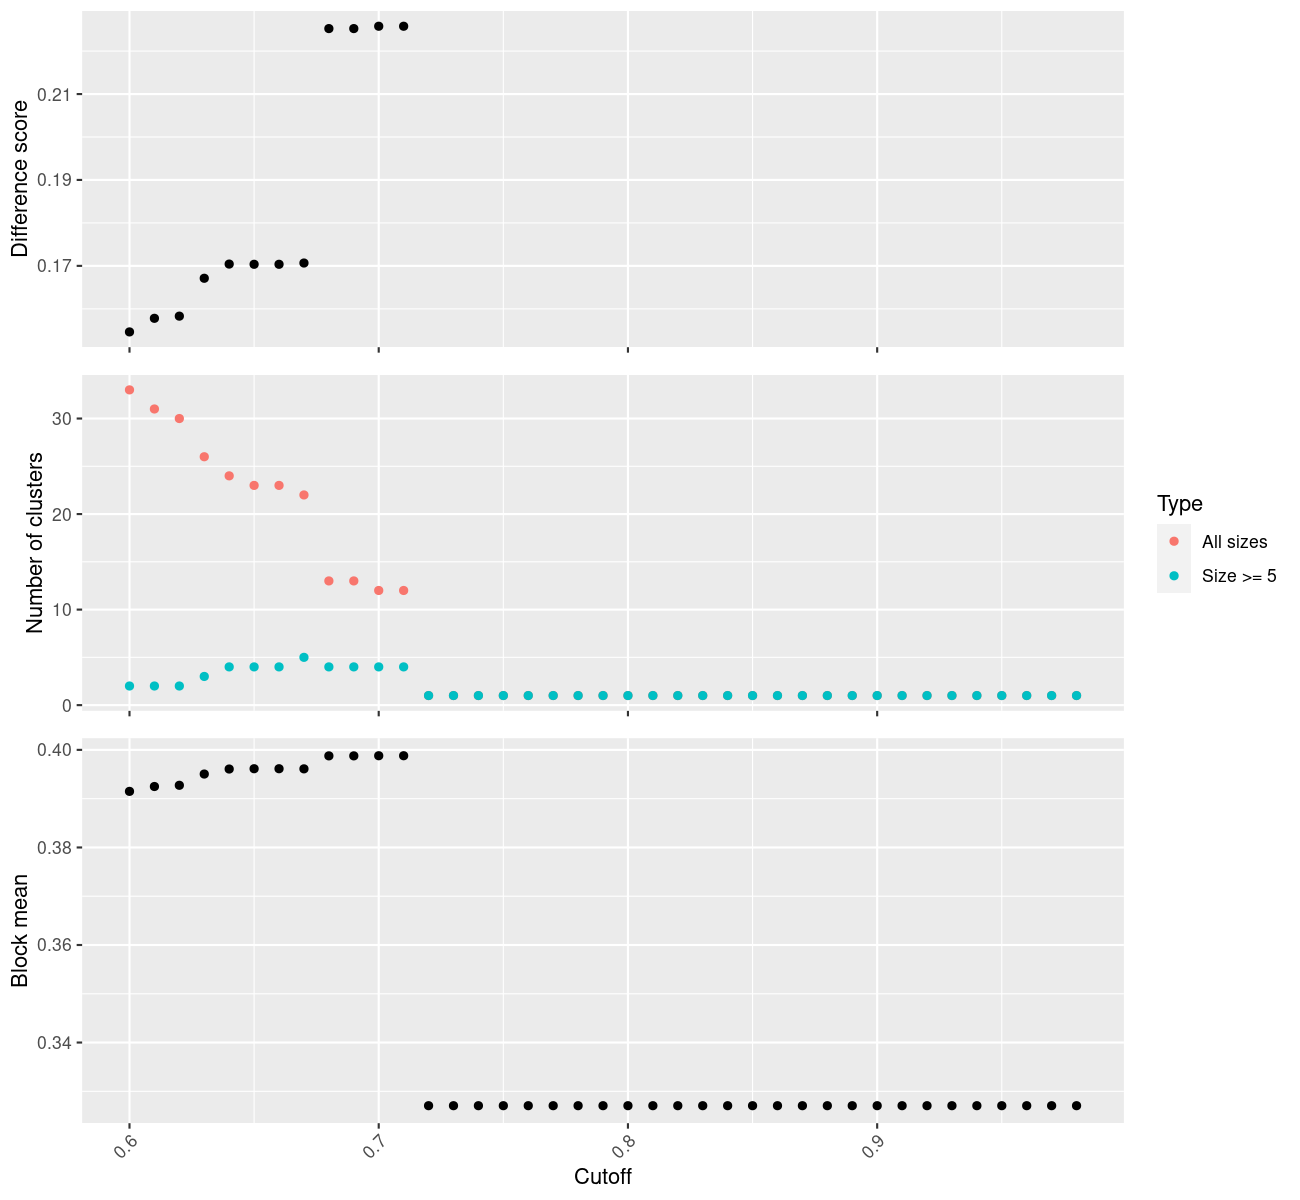 Difference score
0.21
0.19
0.17
Number of clusters
30
20
10
0
Type
All sizes
Size >= 5
Block mean
0.40
0.38
0.36
0.34
0.6
0.7
0.8
0.9
Cutoff